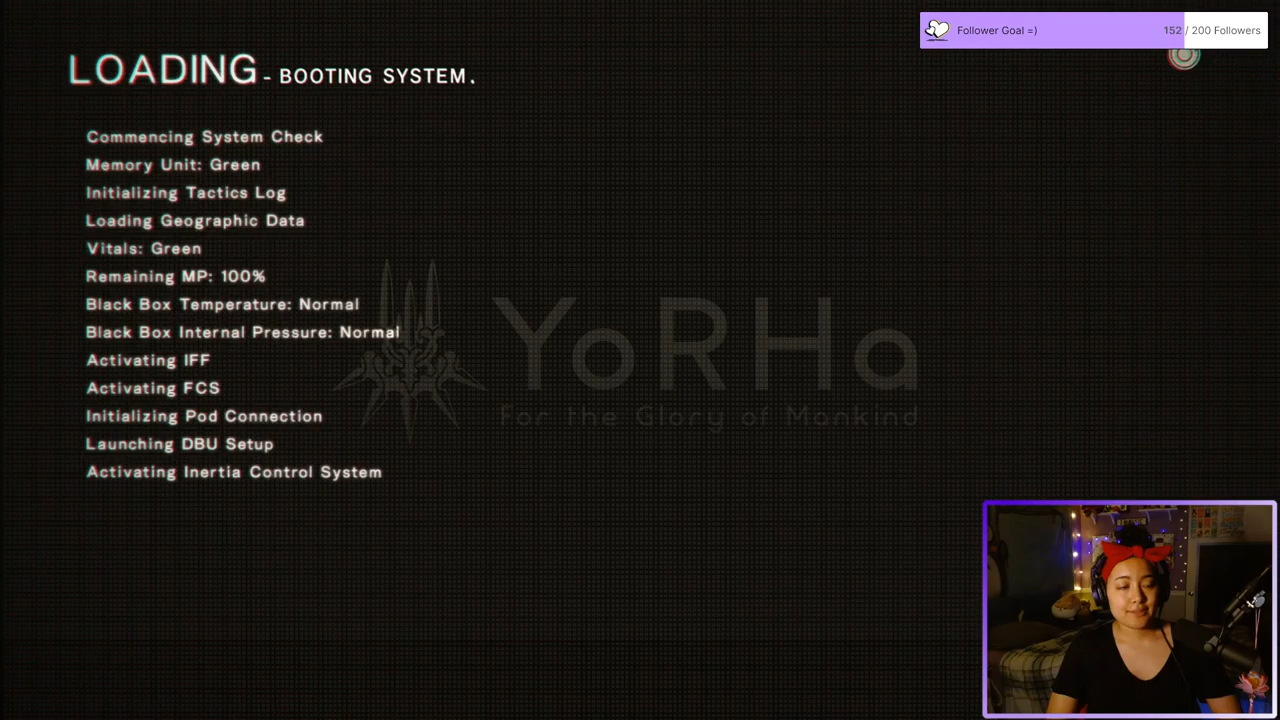 Follower Goal =)
152 / 200 Followers
LOADING - BOOTING SYSTEM.
Commencing System Check
Memory Unit: Green
Initializing Tactics Log
Loading Geographic Data
Vitals: Green
Remaining MP: 100%
Black Box Temperature: Normal
Black Box Internal Pressure: Normal
Activating IFF
Activating FCS
Initializing Pod Connection
Launching DBU Setup
Activating Inertia Control System
YoRHa
For the Glory of Mankind